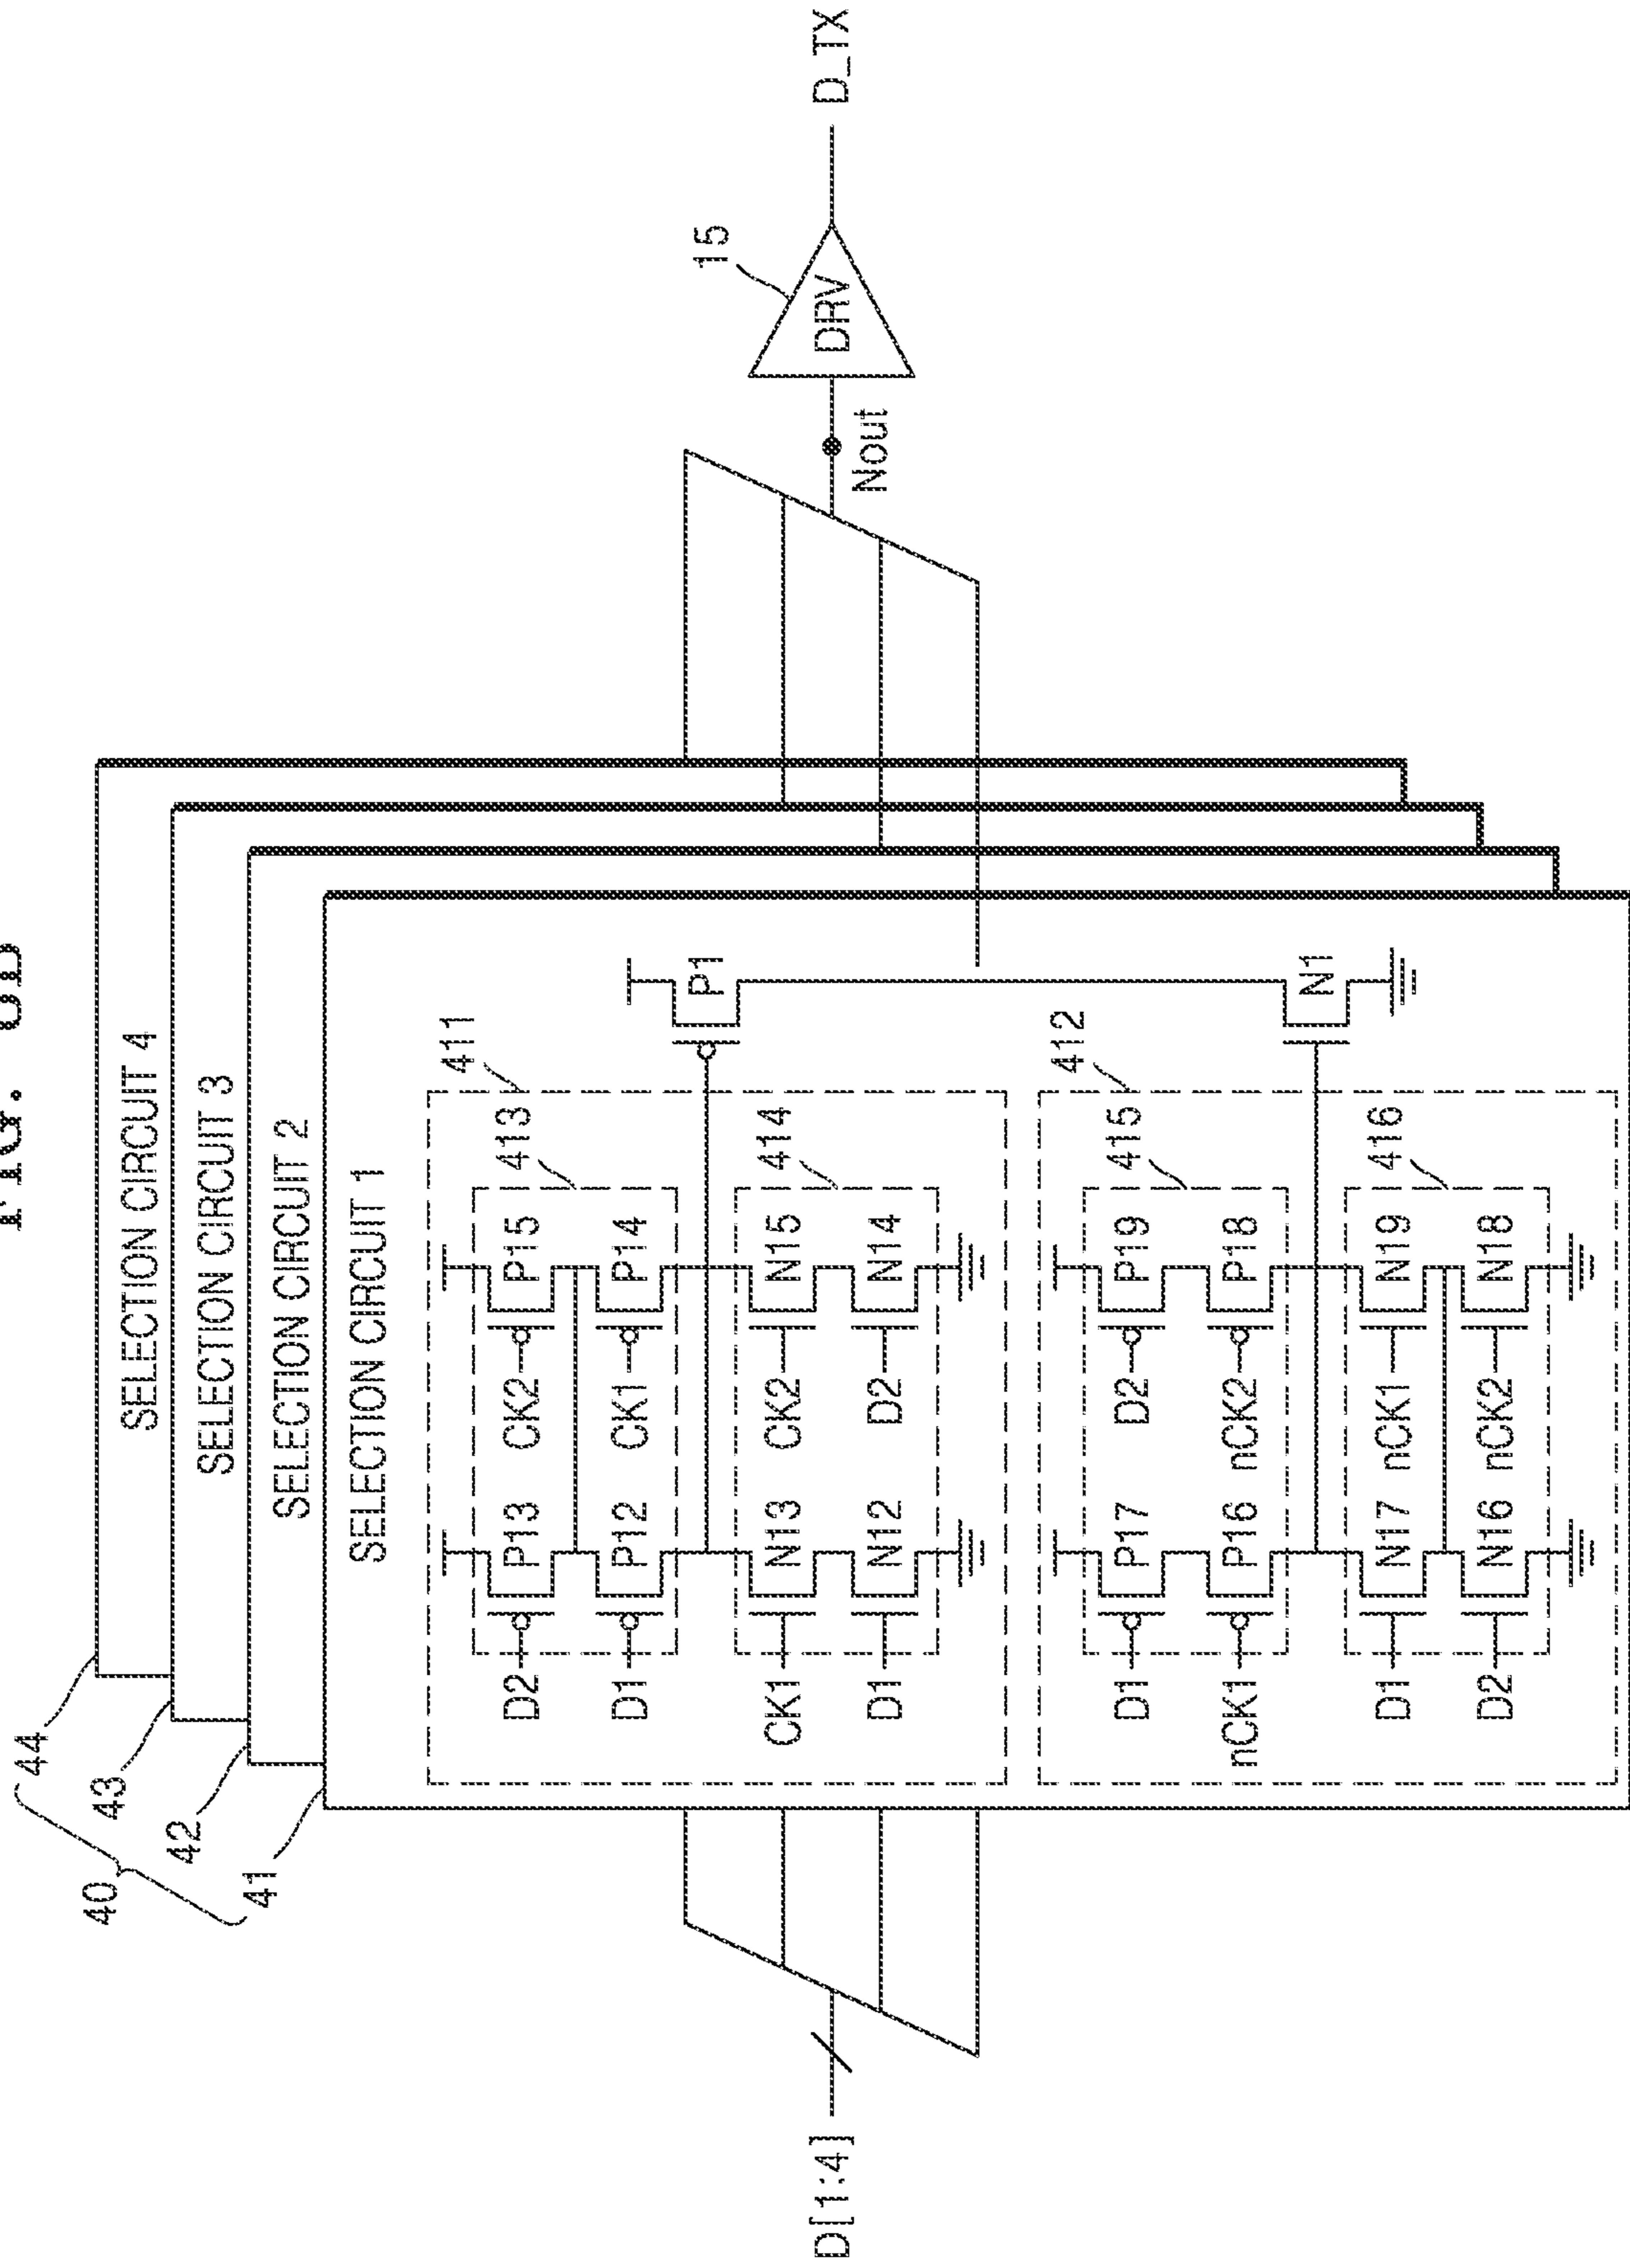 40
44
43
42
41
SELECTION CIRCUIT 4
SELECTION CIRCUIT 3
SELECTION CIRCUIT 2
SELECTION CIRCUIT 1
411
413
D2 P13 CK2 P15
D1 P12 CK1 P14
P1
414
CK1 N13 CK2 N15
D1 N12 D2 N14
412
415
D1 P17 D2 P19
nCK1 P16 nCK2 P18
N1
416
D1 N17 nCK1 N19
D2 N16 nCK2 N18
D[1:4]
Nout
15
DRV
D_TX